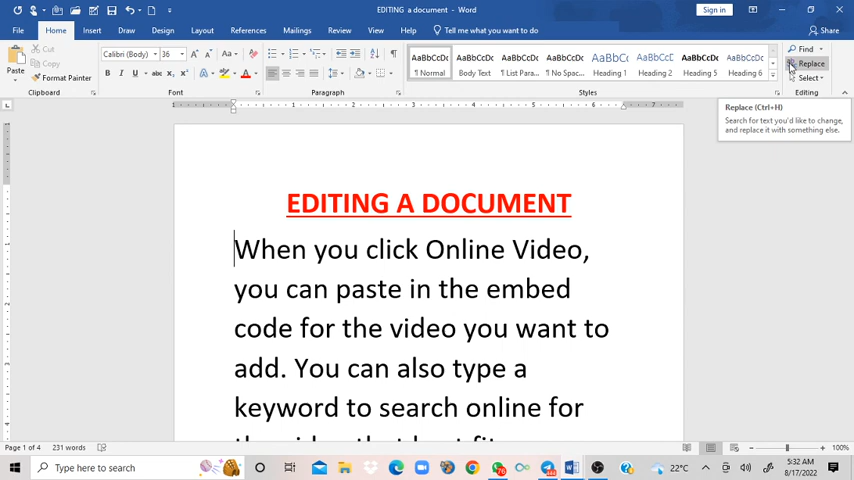 EDITING a document - Word
Sign in
File Home Insert Draw Design Layout References Mailings Review View Help Tell me what you want to do Share
Paste
Cut
Copy
Format Painter
Clipboard
Calibri (Body) 36
Font
Paragraph
AaBbCcDc AaBbCcDc AaBbCcDc AaBbCcDc AaBbCc AaBbCcD AaBbCcDc AaBbCcDc
¶ Normal Body Text ¶ List Para... ¶ No Spac... Heading 1 Heading 2 Heading 5 Heading 6
Styles
Find
Replace
Select
Editing
Replace (Ctrl+H)
Search for text you'd like to change,
and replace it with something else.
EDITING A DOCUMENT
When you click Online Video,
you can paste in the embed
code for the video you want to
add. You can also type a
keyword to search online for
Page 1 of 4 231 words 100%
Type here to search
22°C
5:32 AM
8/17/2022